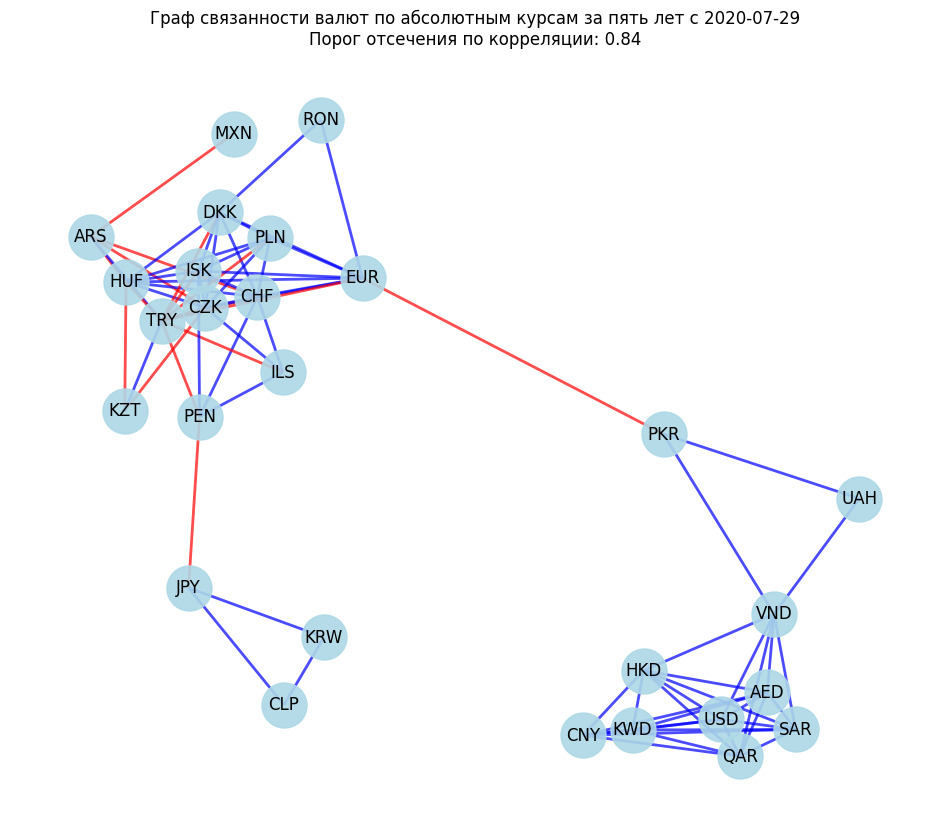 Граф связанности валют по абсолютным курсам за пять лет с 2020-07-29
Порог отсечения по корреляции: 0.84
RON
MXN
DKK
ARS
PLN
ISK
EUR
HUF
CHF
CZK
TRY
ILS
KZT
PEN
PKR
UAH
JPY
VND
KRW
HKD
AED
CLP
USD
SAR
KWD
CNY
QAR